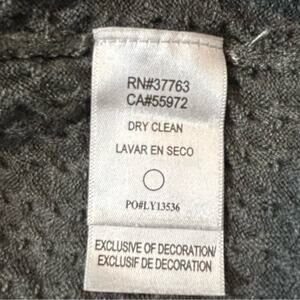 RN#37763
CA#55972
DRY CLEAN
LAVAR EN SECO
PO#LY13536
EXCLUSIVE OF DECORATION/
EXCLUSIF DE DECORATION